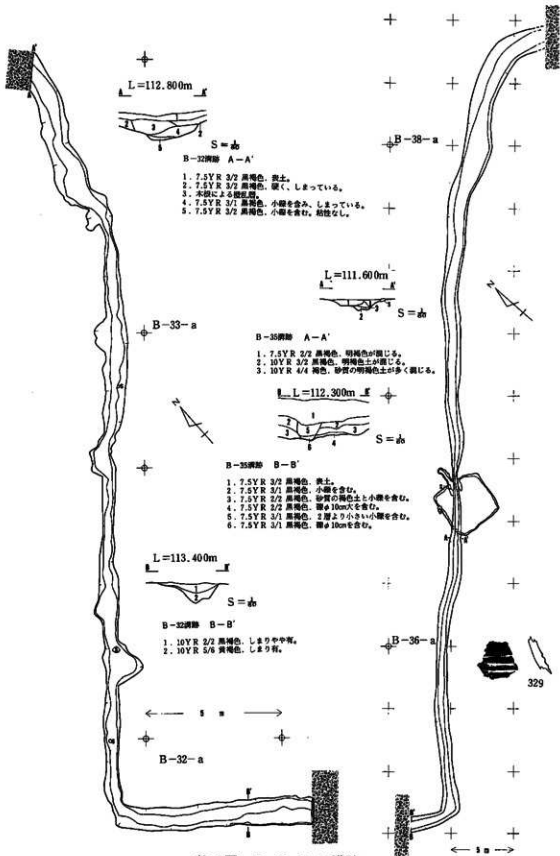 L=112.800m
A A'
S=1/80
B-32溝跡 A-A'
1. 7.5YR 3/2 黒褐色、表土。
2. 7.5YR 3/2 黒褐色、硬く、しまっている。
3. 木根による攪乱層。
4. 7.5YR 3/1 黒褐色、小礫を含み、しまっている。
5. 7.5YR 3/2 黒褐色、小礫を含む。粘性なし。
B-33-a
B-38-a
L=111.600m
A A'
B-35溝跡 A-A'
1. 7.5YR 2/2 黒褐色、明褐色が混じる。
2. 10YR 3/2 黒褐色、明褐色土が混じる。
3. 10YR 4/4 褐色、砂質の明褐色土が多く混じる。
L=112.300m
B B'
B-35溝跡 B-B'
1. 7.5YR 3/2 黒褐色、表土。
2. 7.5YR 3/1 黒褐色、小礫を含む。
3. 7.5YR 2/2 黒褐色、砂質の褐色土と小礫を含む。
4. 7.5YR 2/2 黒褐色、礫φ10cm大を含む。
5. 7.5YR 3/1 黒褐色、2層より小さい小礫を含む。
6. 7.5YR 3/1 黒褐色、礫φ10cmを含む。
L=113.400m
B B'
B-32溝跡 B-B'
1. 10YR 2/2 黒褐色、しまりやや有。
2. 10YR 5/6 黄褐色、しまり有。
B-36-a
329
5 m
B-32-a
5 m